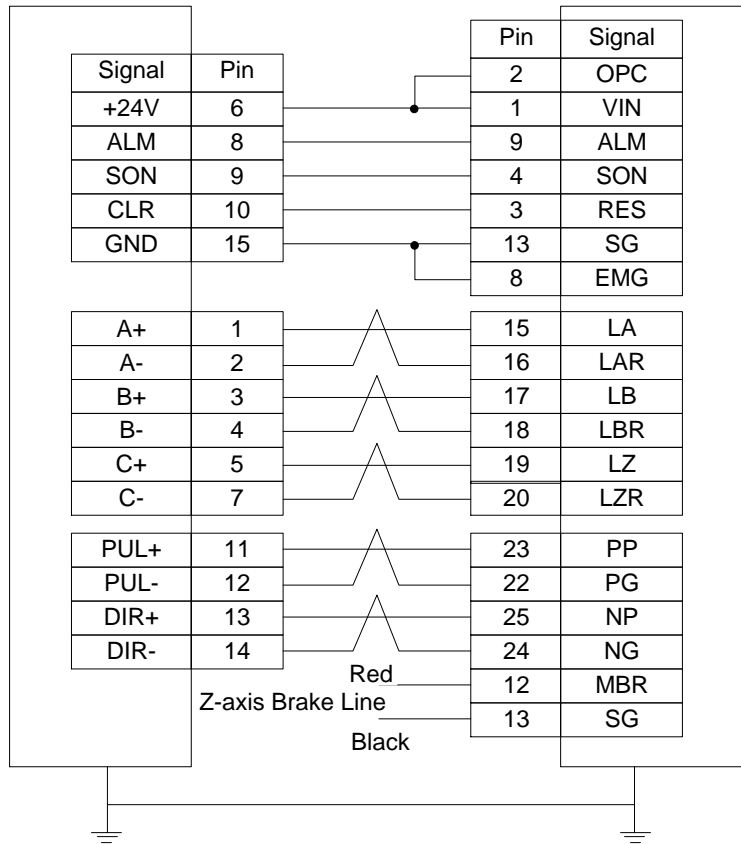 Pin Signal
Signal Pin 2 OPC
+24V 6 1 VIN
ALM 8 9 ALM
SON 9 4 SON
CLR 10 3 RES
GND 15 13 SG
8 EMG
A+ 1 15 LA
A- 2 16 LAR
B+ 3 17 LB
B- 4 18 LBR
C+ 5 19 LZ
C- 7 20 LZR
PUL+ 11 23 PP
PUL- 12 22 PG
DIR+ 13 25 NP
DIR- 14 24 NG
Red 12 MBR
Z-axis Brake Line
13 SG
Black